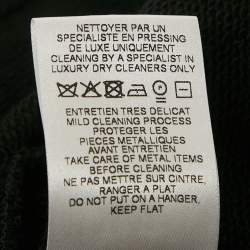 NETTOYER PAR UN
SPECIALISTE EN PRESSING
DE LUXE UNIQUEMENT
CLEANING BY A SPECIALIST IN
LUXURY DRY CLEANERS ONLY
ENTRETIEN TRES DELICAT
MILD CLEANING PROCESS
PROTEGER LES
PIECES METALLIQUES
AVANT ENTRETIEN
TAKE CARE OF METAL ITEMS
BEFORE CLEANING
NE PAS METTRE SUR CINTRE,
RANGER A PLAT
DO NOT PUT ON A HANGER,
KEEP FLAT